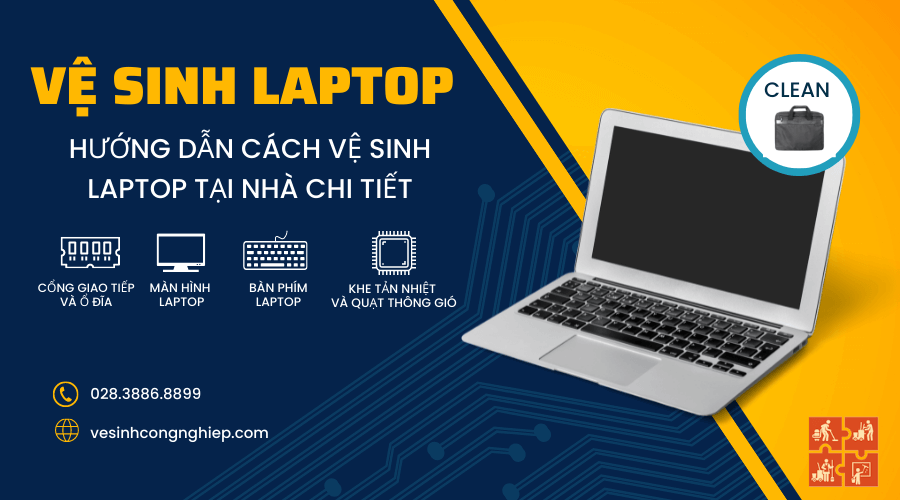 VỆ SINH LAPTOP
HƯỚNG DẪN CÁCH VỆ SINH
LAPTOP TẠI NHÀ CHI TIẾT
CỔNG GIAO TIẾP
VÀ Ổ ĐĨA
MÀN HÌNH
LAPTOP
BÀN PHÍM
LAPTOP
KHE TẢN NHIỆT
VÀ QUẠT THÔNG GIÓ
028.3886.8899
vesinhcongnghiep.com
CLEAN